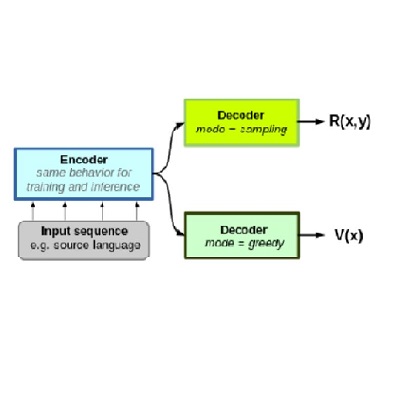 Decoder
mode = sampling
R(x,y)
Encoder
same behavior for
training and inference
Input sequence
e.g. source language
Decoder
mode = greedy
V(x)